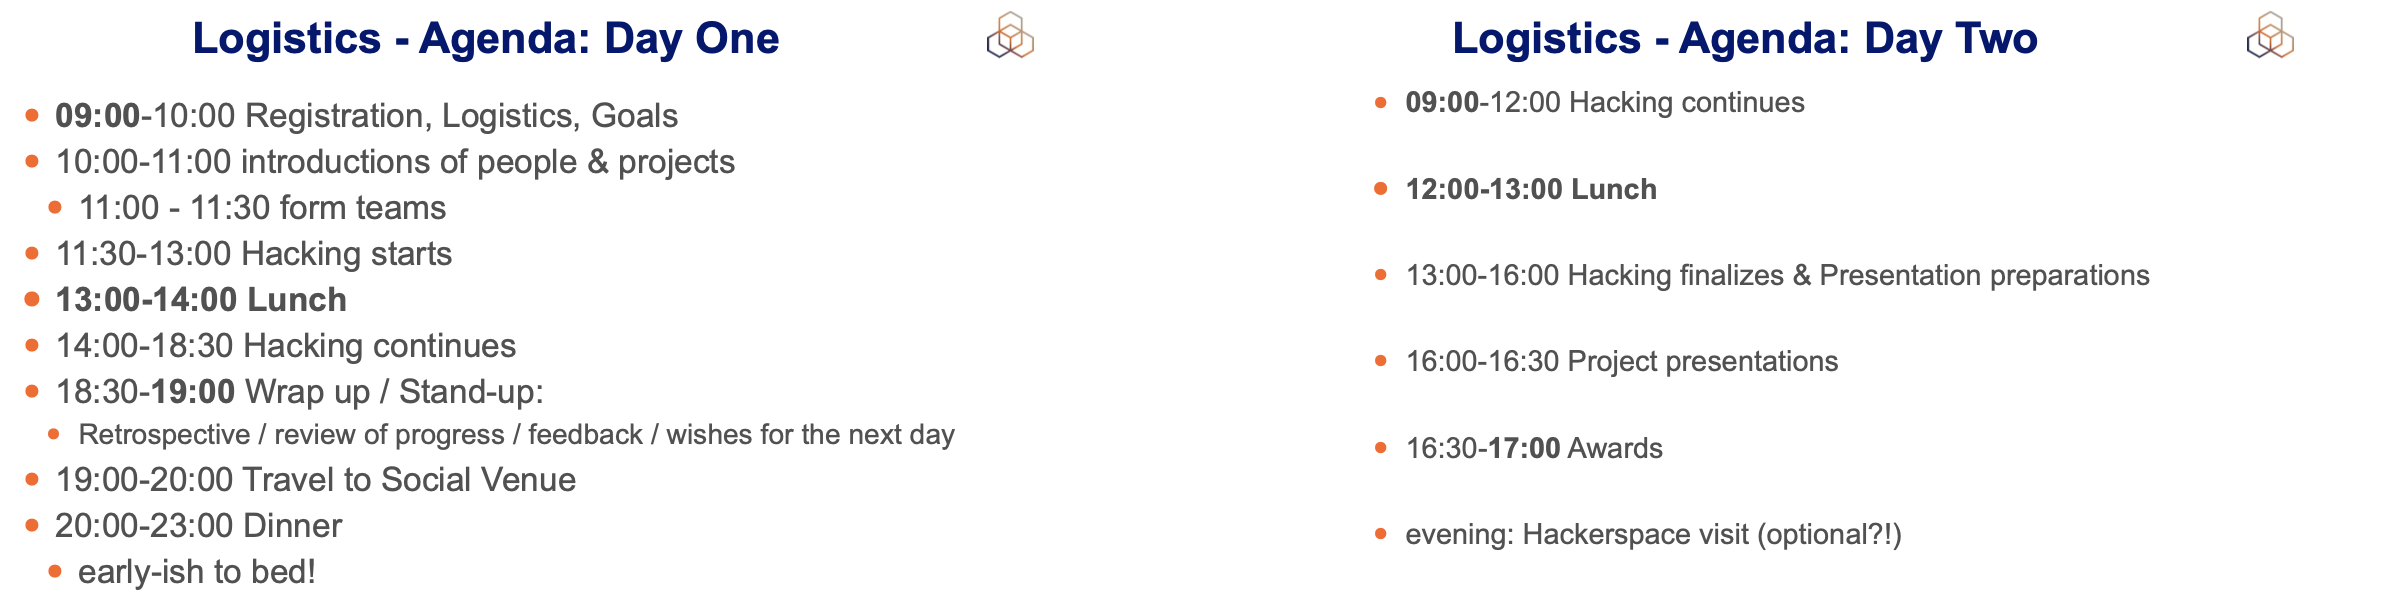 Logistics - Agenda: Day One
09:00-10:00 Registration, Logistics, Goals
10:00-11:00 introductions of people & projects
11:00 - 11:30 form teams
11:30-13:00 Hacking starts
13:00-14:00 Lunch
14:00-18:30 Hacking continues
18:30-19:00 Wrap up / Stand-up:
Retrospective / review of progress / feedback / wishes for the next day
19:00-20:00 Travel to Social Venue
20:00-23:00 Dinner
early-ish to bed!
Logistics - Agenda: Day Two
09:00-12:00 Hacking continues
12:00-13:00 Lunch
13:00-16:00 Hacking finalizes & Presentation preparations
16:00-16:30 Project presentations
16:30-17:00 Awards
evening: Hackerspace visit (optional?!)